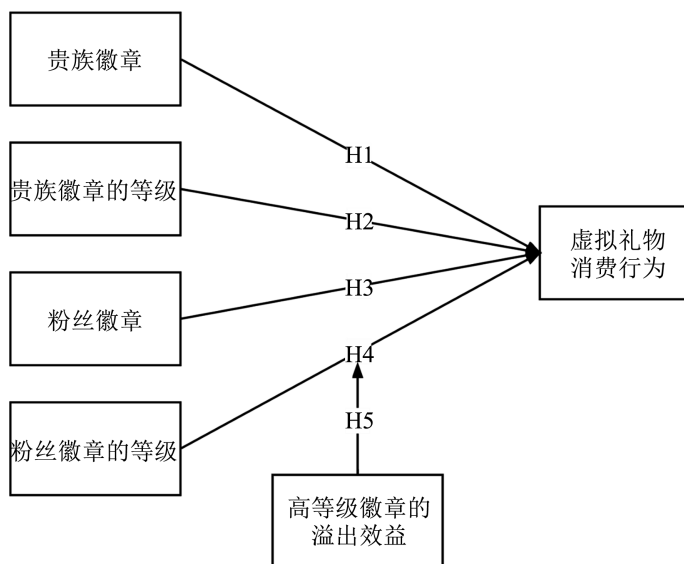 贵族徽章
H1
贵族徽章的等级
H2
虚拟礼物
消费行为
H3
粉丝徽章
H4
粉丝徽章的等级
H5
高等级徽章的
溢出效益